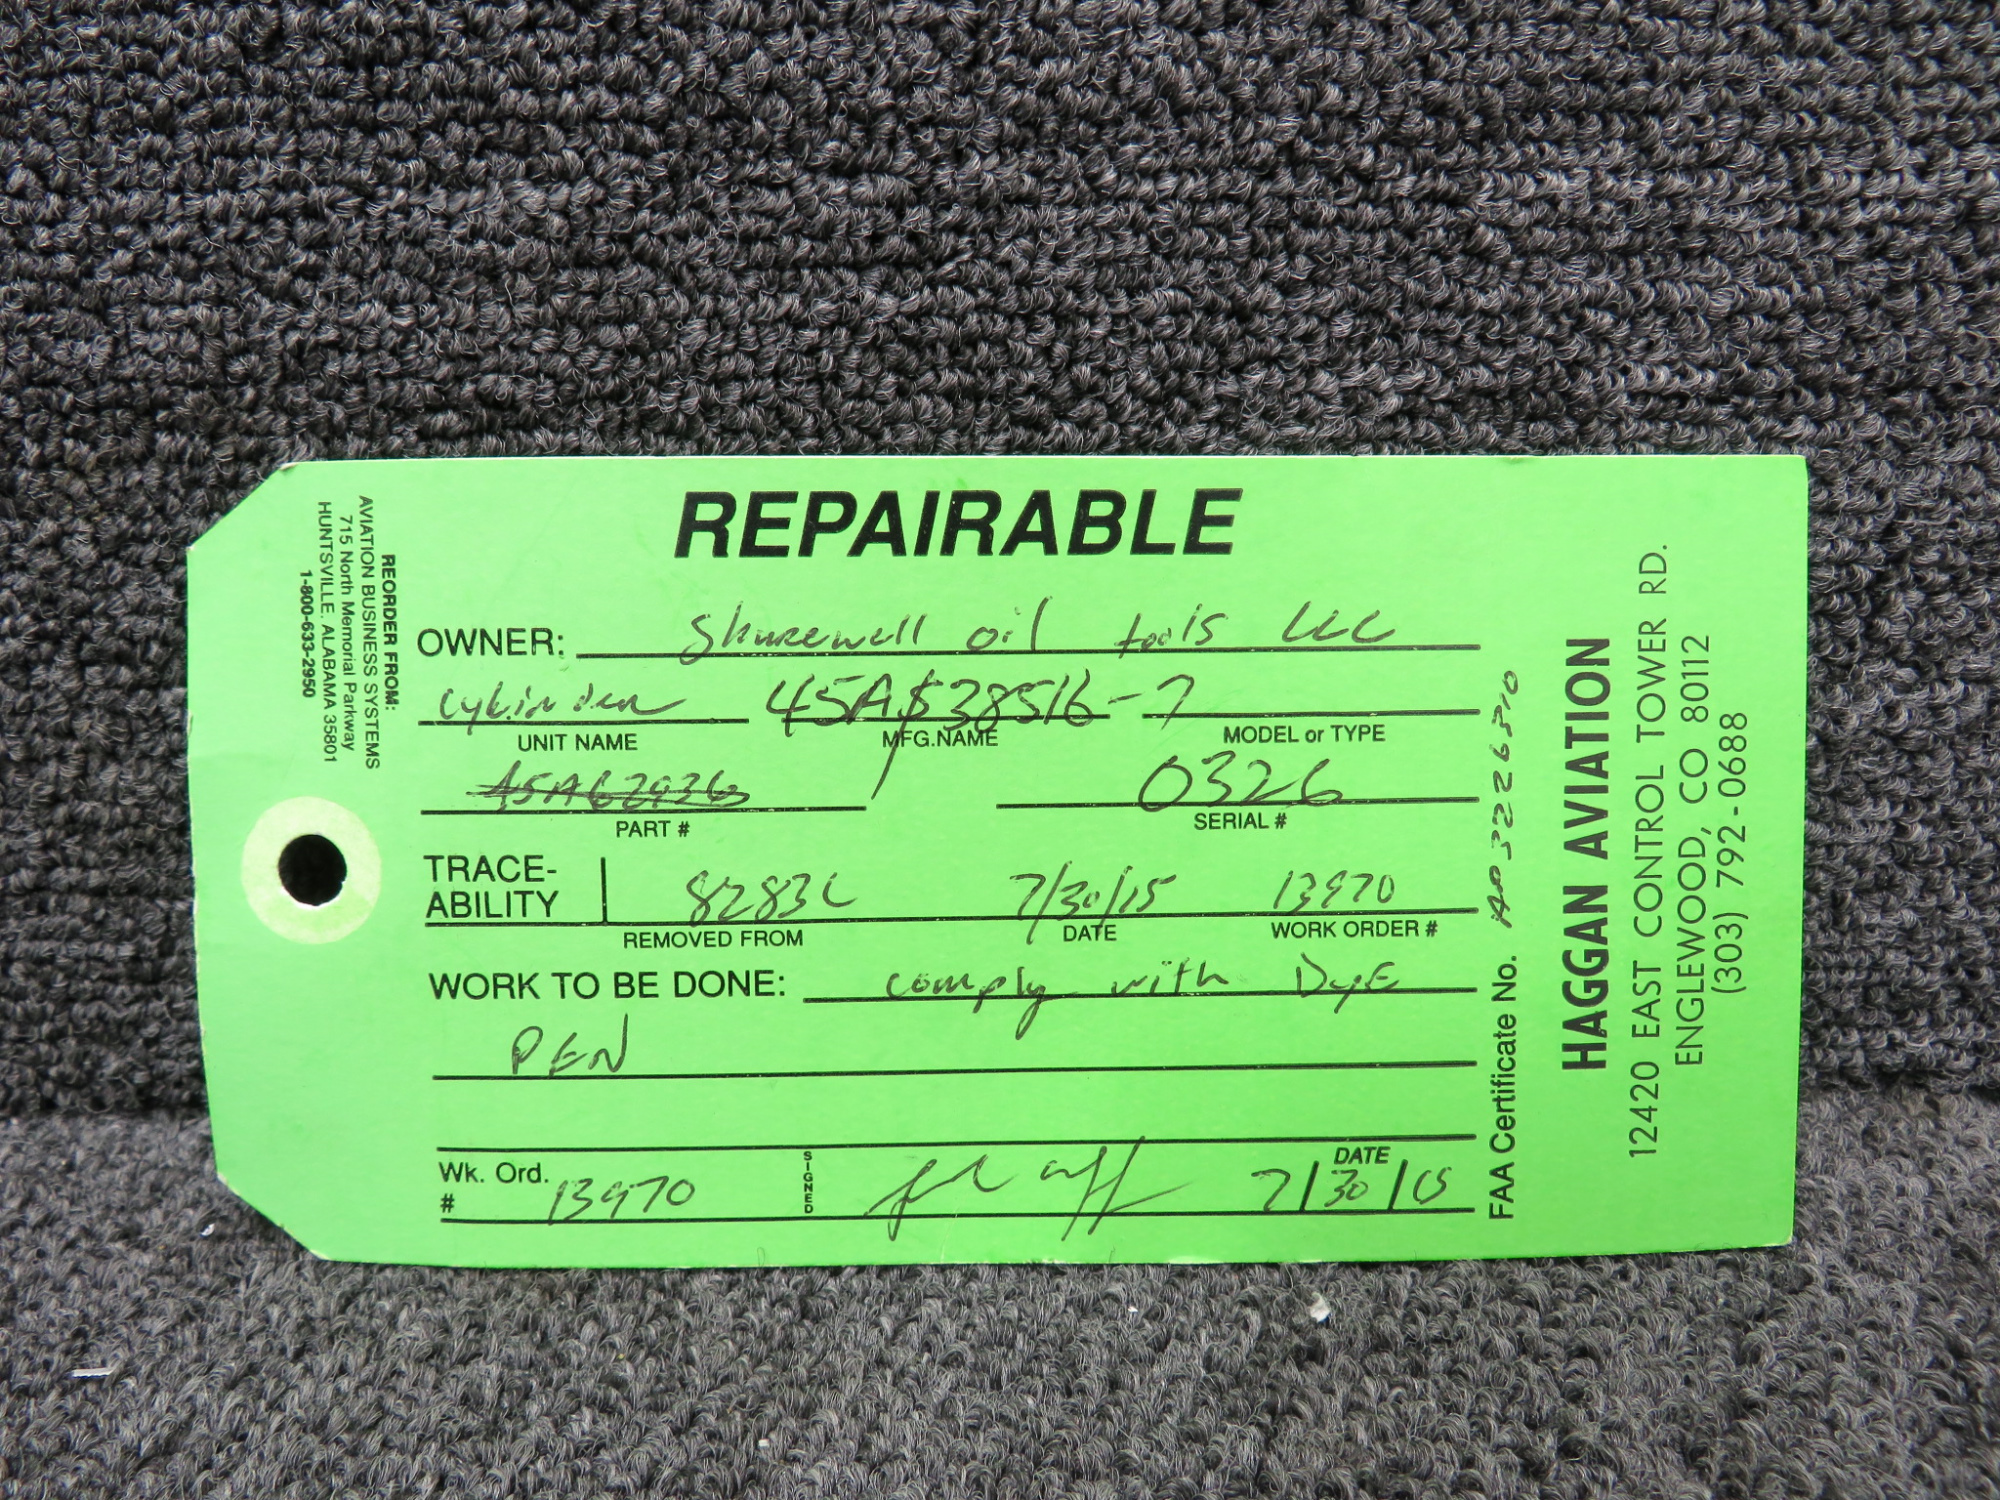 REORDER FROM:
AVIATION BUSINESS SYSTEMS
715 North Memorial Parkway
HUNTSVILLE, ALABAMA 35801
1-800-633-2950
REPAIRABLE
OWNER: Shurewell oil tools LLC
Cylinder 45A$38516-7
UNIT NAME MFG.NAME MODEL or TYPE
0326
PART # SERIAL #
TRACE-
ABILITY 8283L 7/30/15 13970
REMOVED FROM DATE WORK ORDER #
WORK TO BE DONE: comply with DyE
PEN
Wk. Ord. # 13970 SIGNED DATE 7/30/15
FAA Certificate No.
HAGGAN AVIATION
12420 EAST CONTROL TOWER RD.
ENGLEWOOD, CO 80112
(303) 792-0688